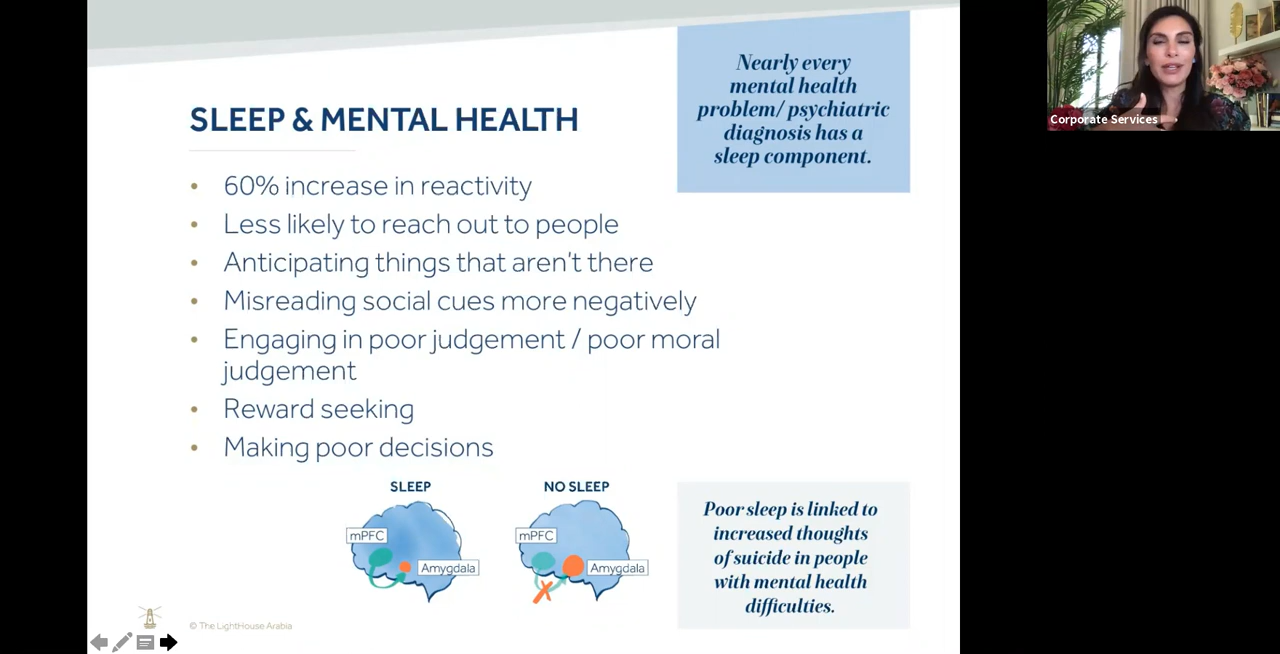 Nearly every
mental health
problem/ psychiatric
diagnosis has a
sleep component.
Corporate Services
SLEEP & MENTAL HEALTH
• 60% increase in reactivity
• Less likely to reach out to people
• Anticipating things that aren't there
• Misreading social cues more negatively
• Engaging in poor judgement / poor moral
judgement
• Reward seeking
• Making poor decisions
SLEEP
mPFC
Amygdala
NO SLEEP
mPFC
Amygdala
Poor sleep is linked to
increased thoughts
of suicide in people
with mental health
difficulties.
© The LightHouse Arabia